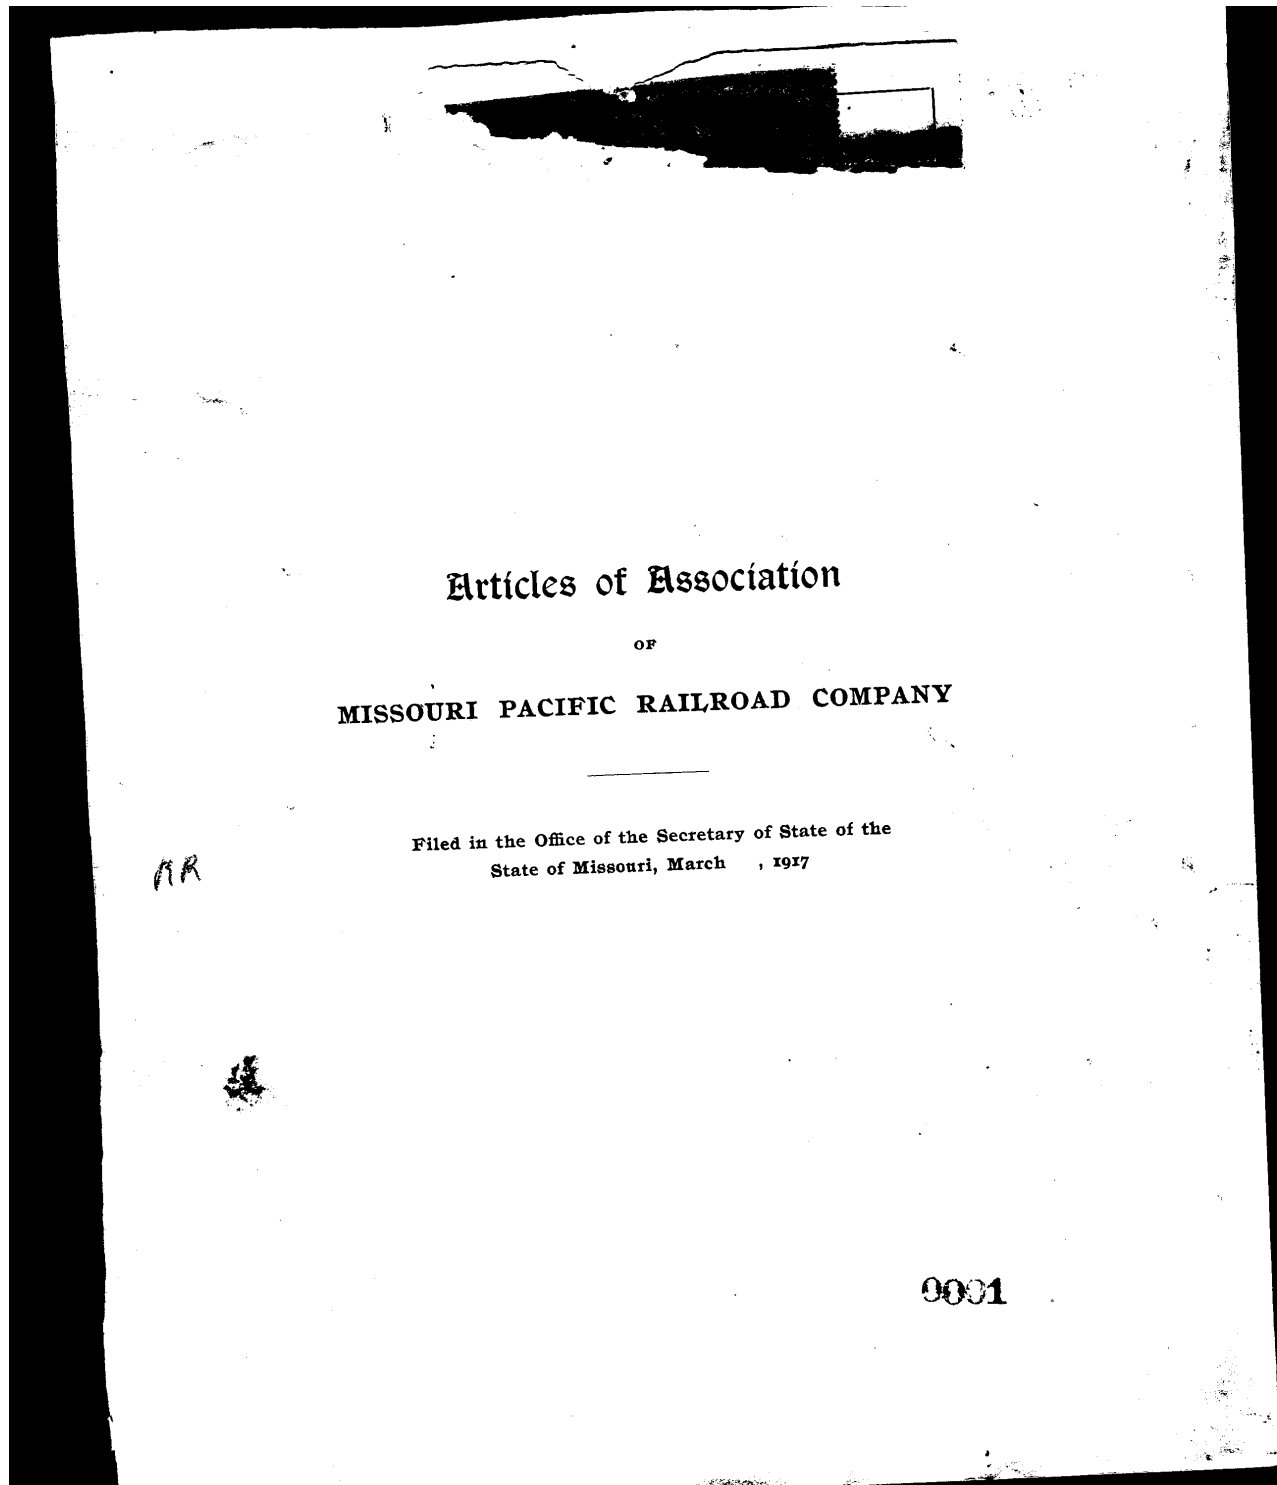 Articles of Association
OF
MISSOURI PACIFIC RAILROAD COMPANY
Filed in the Office of the Secretary of State of the
State of Missouri, March , 1917
RR
0001